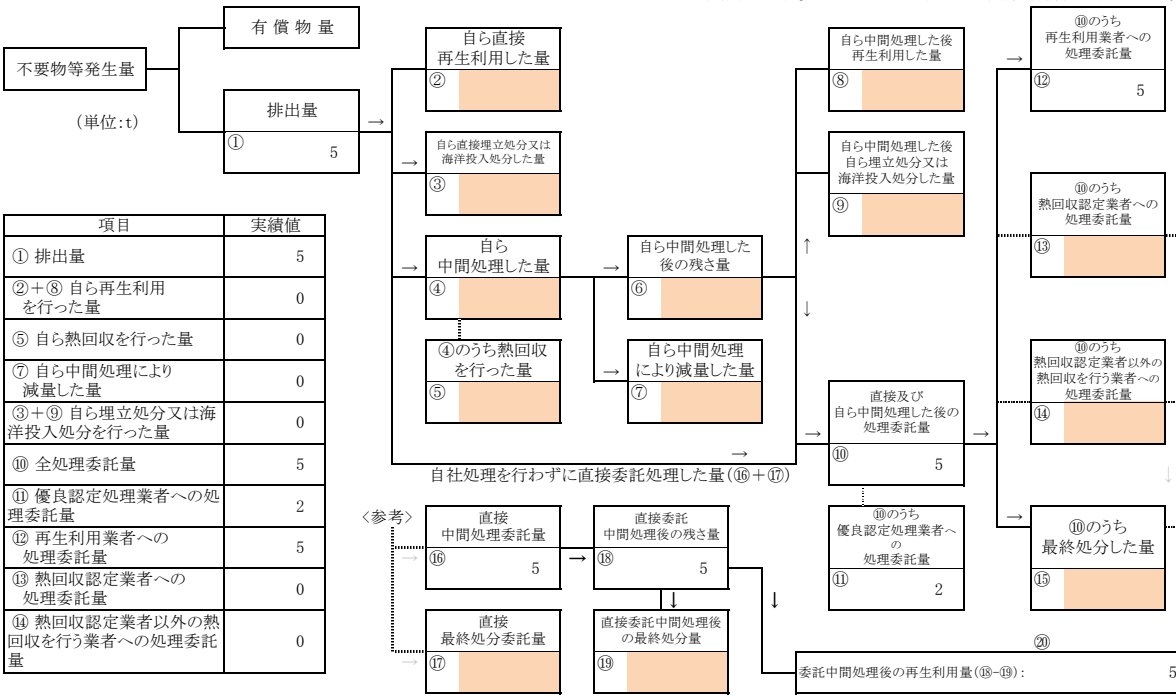 有 償 物 量
不要物等発生量
(単位:t)
排出量
①
5
→
自ら直接
再生利用した量
②
→
自ら直接埋立処分又は
海洋投入処分した量
③
→
自ら
中間処理した量
④
④のうち熱回収
を行った量
⑤
→
自ら中間処理した
後の残さ量
⑥
→
自ら中間処理
により減量した量
⑦
自ら中間処理した後
再生利用した量
⑧
自ら中間処理した後
自ら埋立処分又は
海洋投入処分した量
⑨
↑
↓
→
直接及び
自ら中間処理した後の
処理委託量
⑩
5
→
→
自社処理を行わずに直接委託処理した量(⑯+⑰)
⑩のうち
優良認定処理業者へ
の
処理委託量
⑪
2
→
⑩のうち
再生利用業者への
処理委託量
⑫
5
⑩のうち
熱回収認定業者への
処理委託量
⑬
⑩のうち
熱回収認定業者以外の
熱回収を行う業者への
処理委託量
⑭
↓
→
⑩のうち
最終処分した量
⑮
項目 実績値
① 排出量 5
②+⑧ 自ら再生利用
を行った量 0
⑤ 自ら熱回収を行った量 0
⑦ 自ら中間処理により
減量した量 0
③+⑨ 自ら埋立処分又は海
洋投入処分を行った量 0
⑩ 全処理委託量 5
⑪ 優良認定処理業者への処
理委託量 2
⑫ 再生利用業者への
処理委託量 5
⑬ 熱回収認定業者への
処理委託量 0
⑭ 熱回収認定業者以外の熱
回収を行う業者への処理委託
量 0
〈参考〉
→
直接
中間処理委託量
⑯
5
→
直接委託
中間処理後の残さ量
⑱
5
↓
↓
→
直接
最終処分委託量
⑰
直接委託中間処理後
の最終処分量
⑲
⑳
委託中間処理後の再生利用量(⑱-⑲): 5